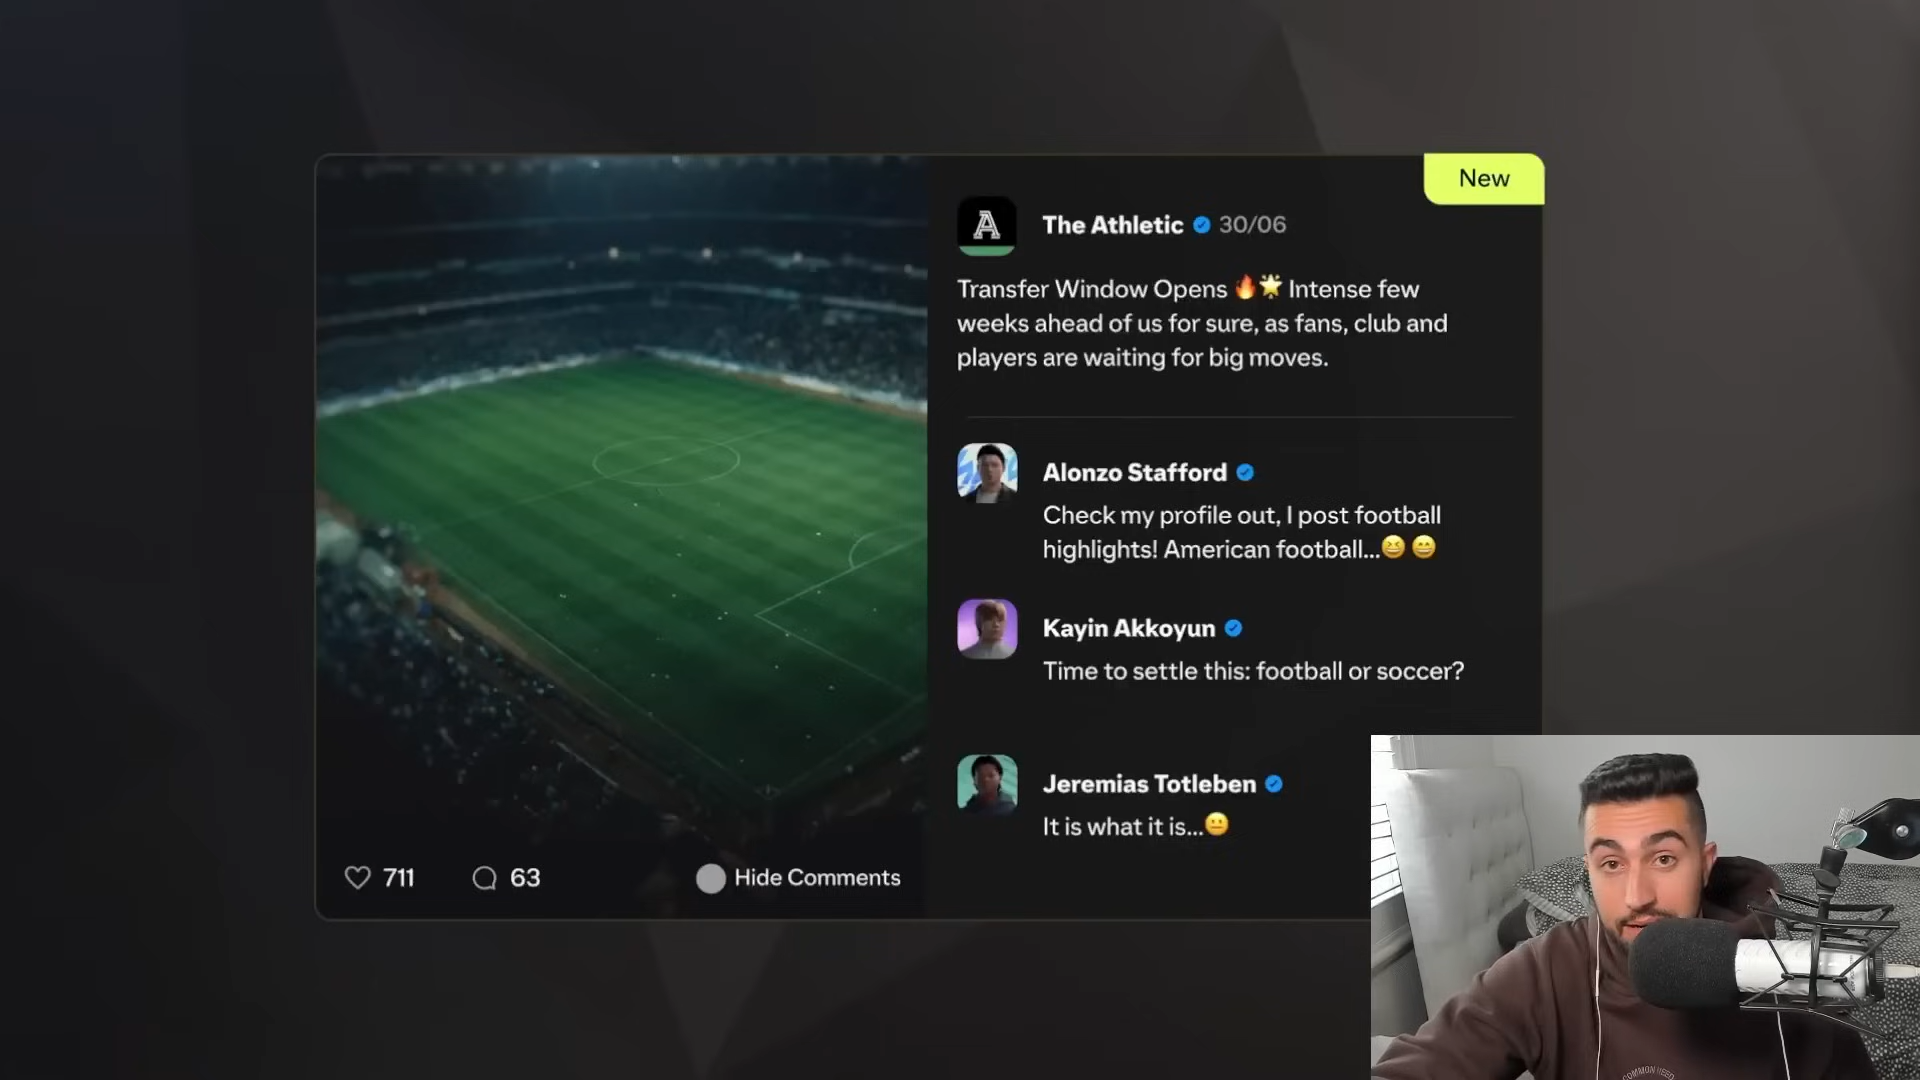 New
A
The Athletic 30/06
Transfer Window Opens 🔥🌟 Intense few
weeks ahead of us for sure, as fans, club and
players are waiting for big moves.
Alonzo Stafford
Check my profile out, I post football
highlights! American football...😆 😄
Kayin Akkoyun
Time to settle this: football or soccer?
Jeremias Totleben
It is what it is...😐
711 63 Hide Comments
COMMON NEED